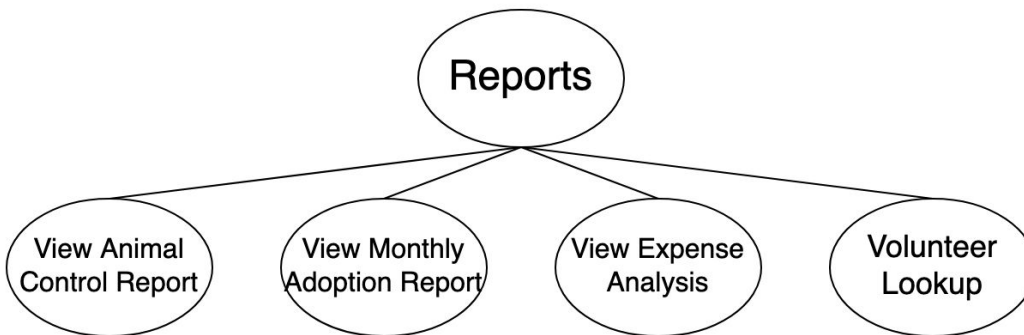 Reports
View Animal
Control Report
View Monthly
Adoption Report
View Expense
Analysis
Volunteer
Lookup